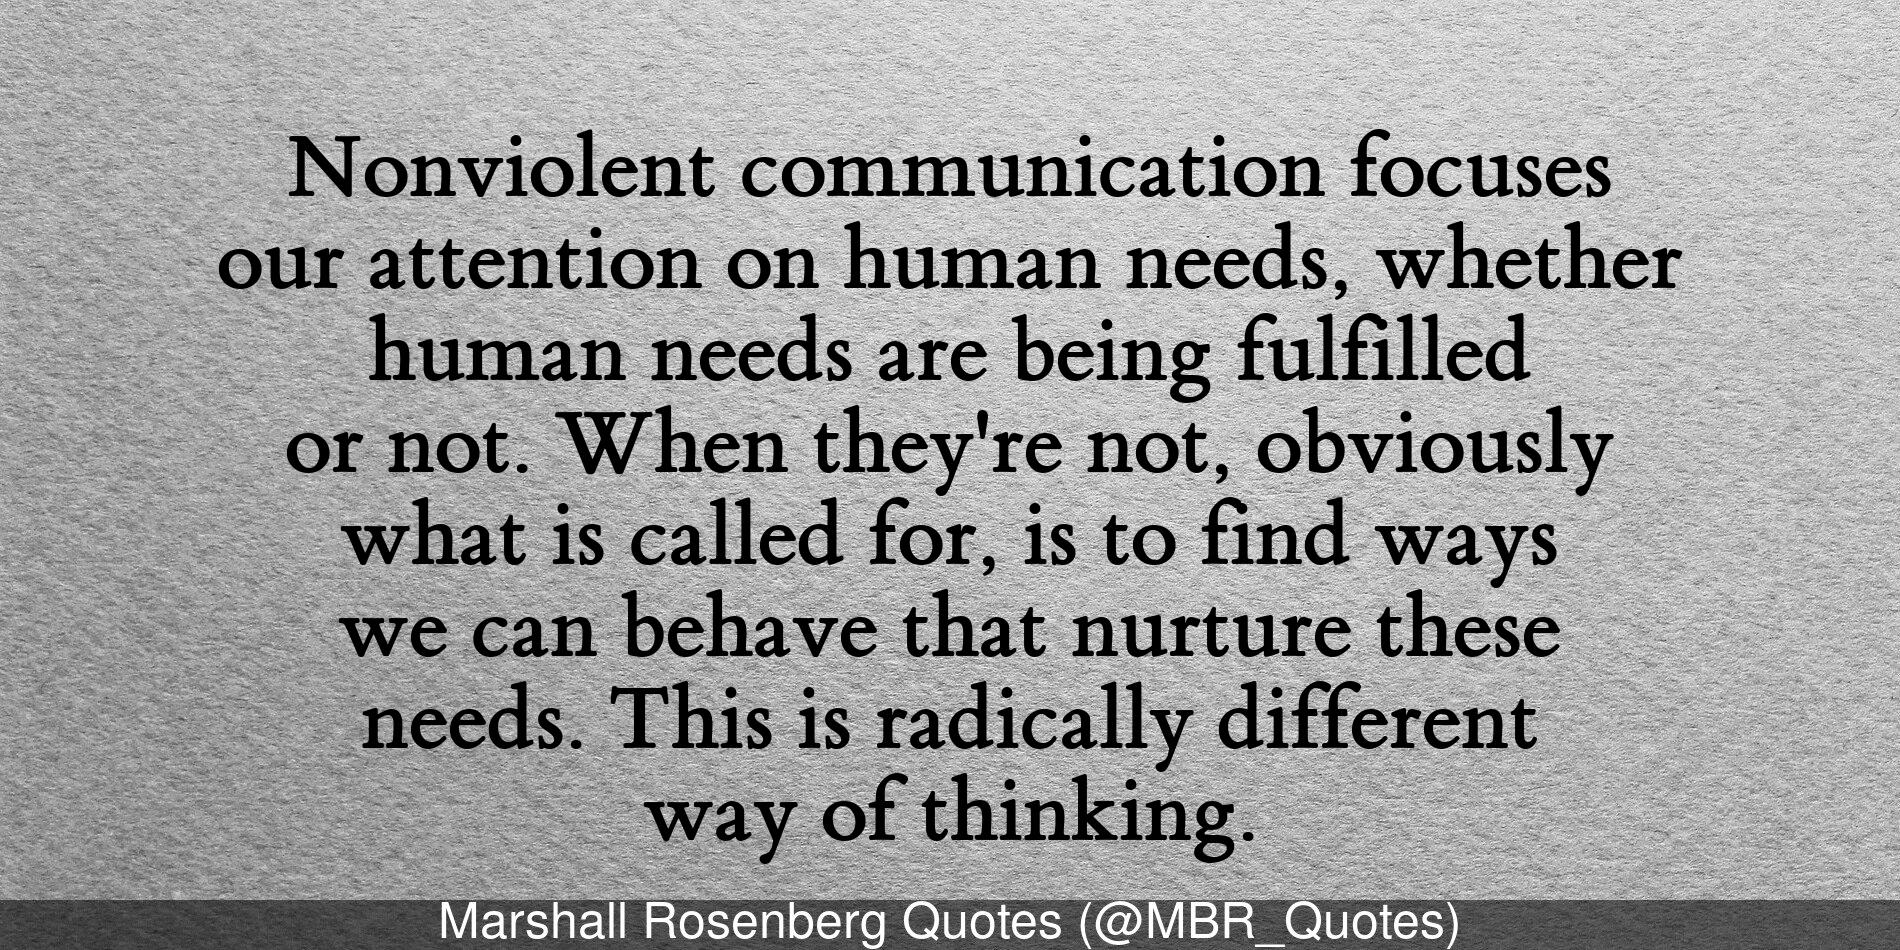 Nonviolent communication focuses
our attention on human needs, whether
human needs are being fulfilled
or not. When they're not, obviously
what is called for, is to find ways
we can behave that nurture these
needs. This is radically different
way of thinking.
Marshall Rosenberg Quotes (@MBR_Quotes)